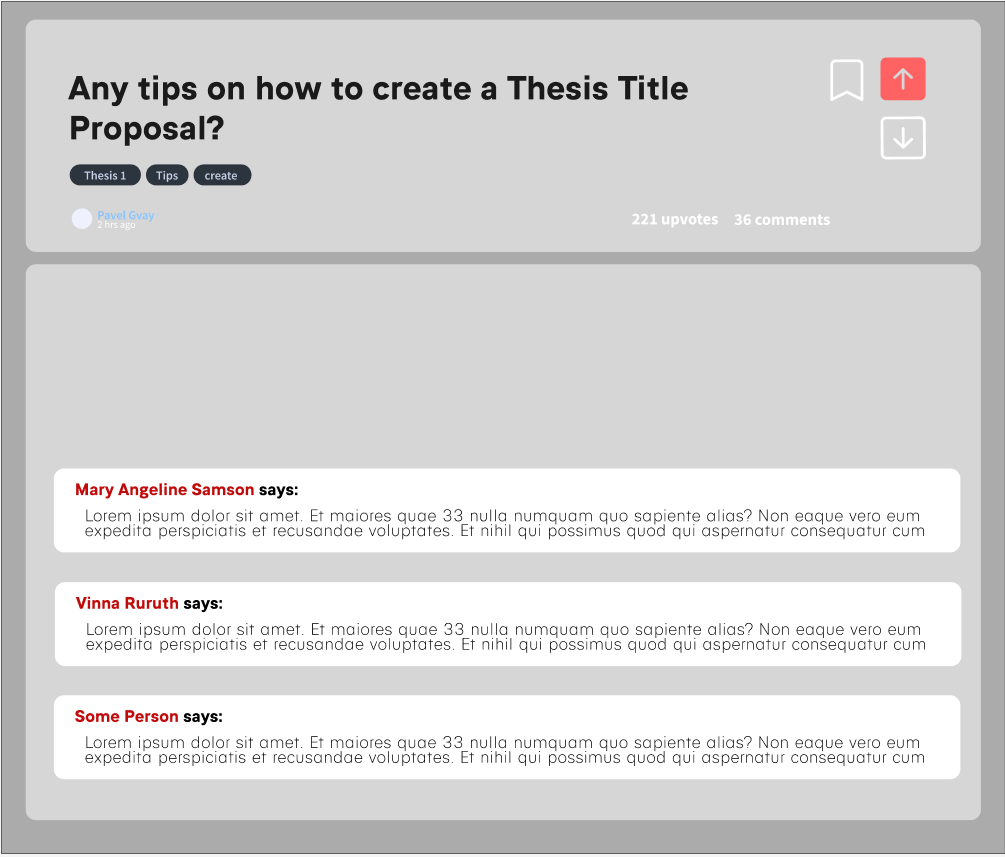 Any tips on how to create a Thesis Title
Proposal?
Thesis 1 Tips create
Pavel Gvay
2 hrs ago
221 upvotes 36 comments
Mary Angeline Samson says:
Lorem ipsum dolor sit amet. Et maiores quae 33 nulla numquam quo sapiente alias? Non eaque vero eum
expedita perspiciatis et recusandae voluptates. Et nihil qui possimus quod qui aspernatur consequatur cum
Vinna Ruruth says:
Lorem ipsum dolor sit amet. Et maiores quae 33 nulla numquam quo sapiente alias? Non eaque vero eum
expedita perspiciatis et recusandae voluptates. Et nihil qui possimus quod qui aspernatur consequatur cum
Some Person says:
Lorem ipsum dolor sit amet. Et maiores quae 33 nulla numquam quo sapiente alias? Non eaque vero eum
expedita perspiciatis et recusandae voluptates. Et nihil qui possimus quod qui aspernatur consequatur cum